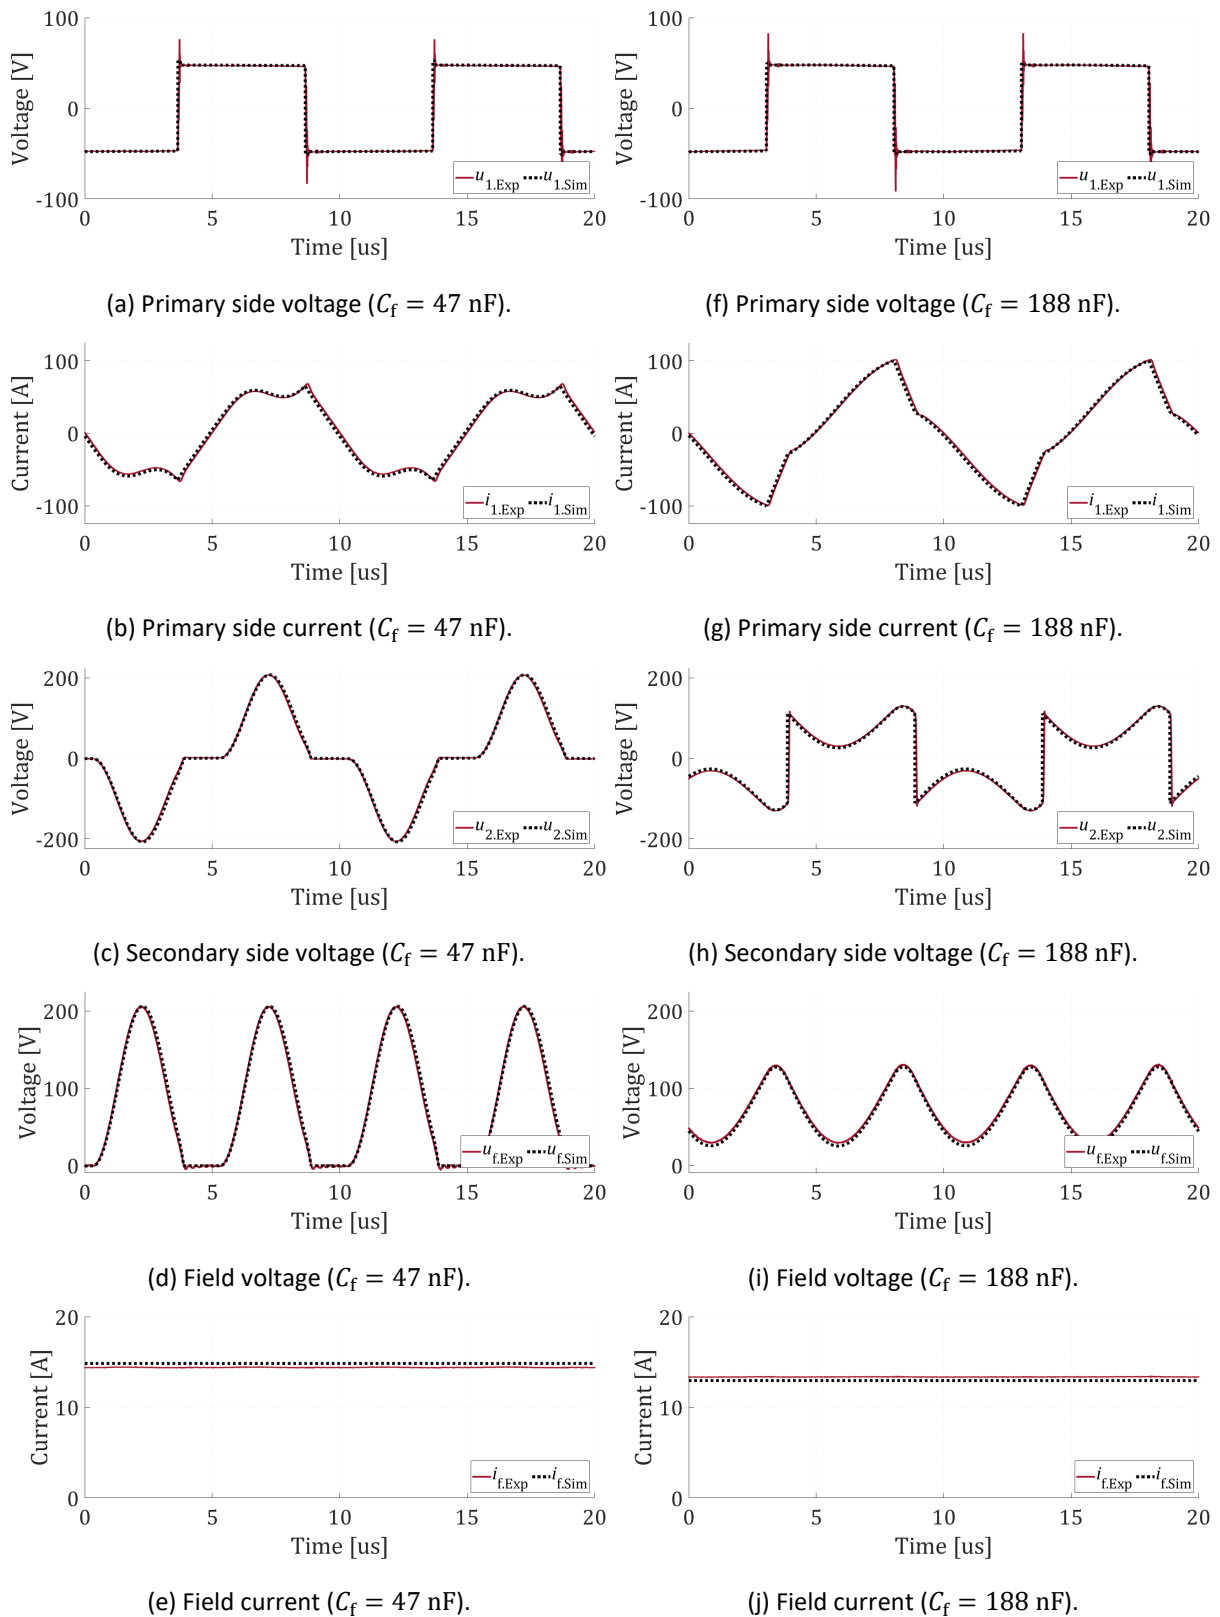 100
0
-100
Voltage [V]
u1.Exp u1.Sim
0 5 10 15 20
Time [us]
(a) Primary side voltage (Cf = 47 nF).
100
0
-100
Voltage [V]
u1.Exp u1.Sim
0 5 10 15 20
Time [us]
(f) Primary side voltage (Cf = 188 nF).
100
0
-100
Current [A]
i1.Exp i1.Sim
0 5 10 15 20
Time [us]
(b) Primary side current (Cf = 47 nF).
100
0
-100
Current [A]
i1.Exp i1.Sim
0 5 10 15 20
Time [us]
(g) Primary side current (Cf = 188 nF).
200
0
-200
Voltage [V]
u2.Exp u2.Sim
0 5 10 15 20
Time [us]
(c) Secondary side voltage (Cf = 47 nF).
200
0
-200
Voltage [V]
u2.Exp u2.Sim
0 5 10 15 20
Time [us]
(h) Secondary side voltage (Cf = 188 nF).
200
100
0
Voltage [V]
uf.Exp uf.Sim
0 5 10 15 20
Time [us]
(d) Field voltage (Cf = 47 nF).
200
100
0
Voltage [V]
uf.Exp uf.Sim
0 5 10 15 20
Time [us]
(i) Field voltage (Cf = 188 nF).
20
10
0
Current [A]
if.Exp if.Sim
0 5 10 15 20
Time [us]
(e) Field current (Cf = 47 nF).
20
10
0
Current [A]
if.Exp if.Sim
0 5 10 15 20
Time [us]
(j) Field current (Cf = 188 nF).